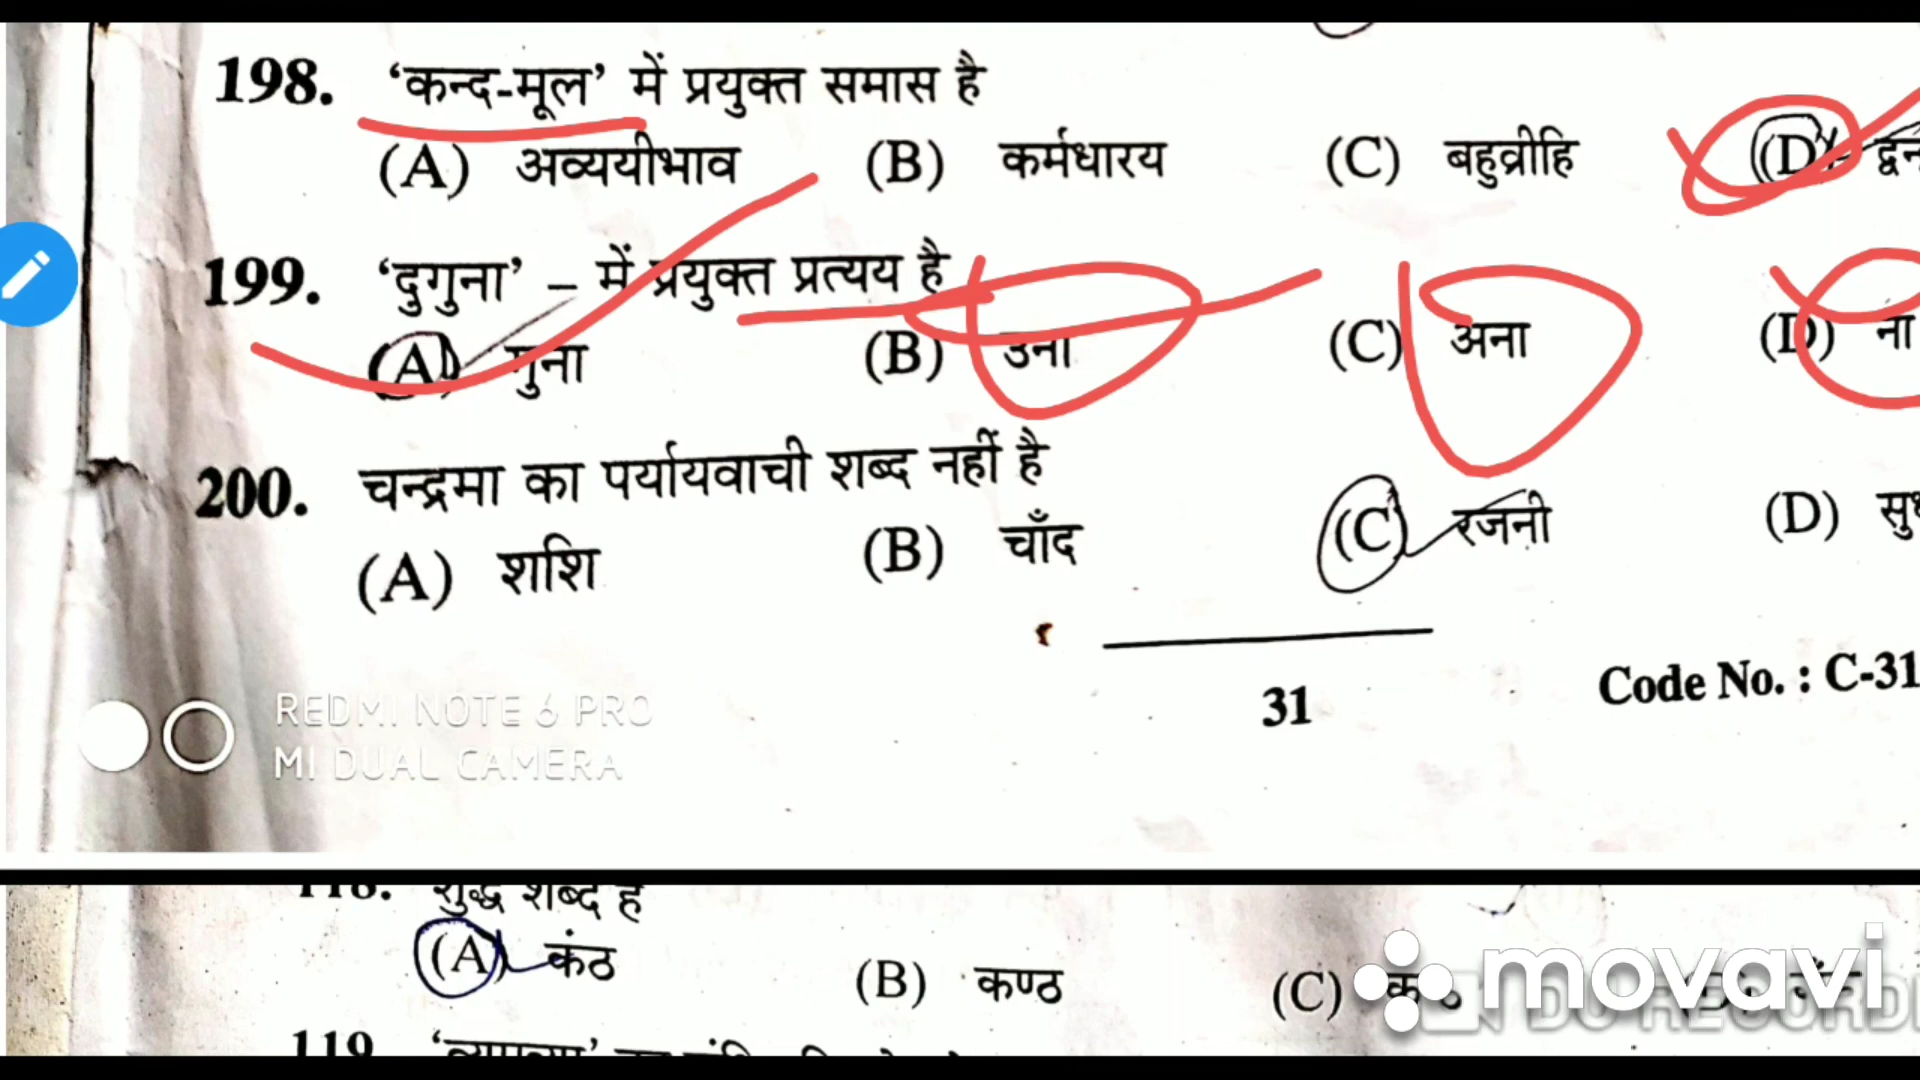 198. ‘कन्द-मूल’ में प्रयुक्त समास है
(A) अव्ययीभाव (B) कर्मधारय (C) बहुव्रीहि (D)
199. ‘दुगुना’ – में प्रयुक्त प्रत्यय है
(A) गुना (B) उना (C) अना (D) ना
200. चन्द्रमा का पर्यायवाची शब्द नहीं है
(A) शशि (B) चाँद (C) रजनी (D)
31
Code No. : C-31
REDMI NOTE 6 PRO
MI DUAL CAMERA
118. शुद्ध शब्द है
(A) कंठ (B) कण्ठ (C)
movavi
119.